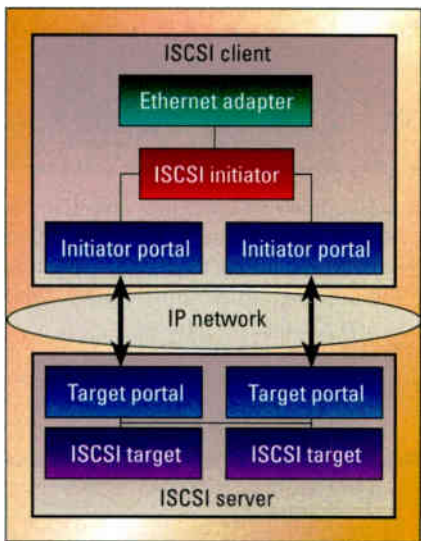 ISCSI client
Ethernet adapter
ISCSI initiator
Initiator portal Initiator portal
IP network
Target portal Target portal
ISCSI target ISCSI target
ISCSI server